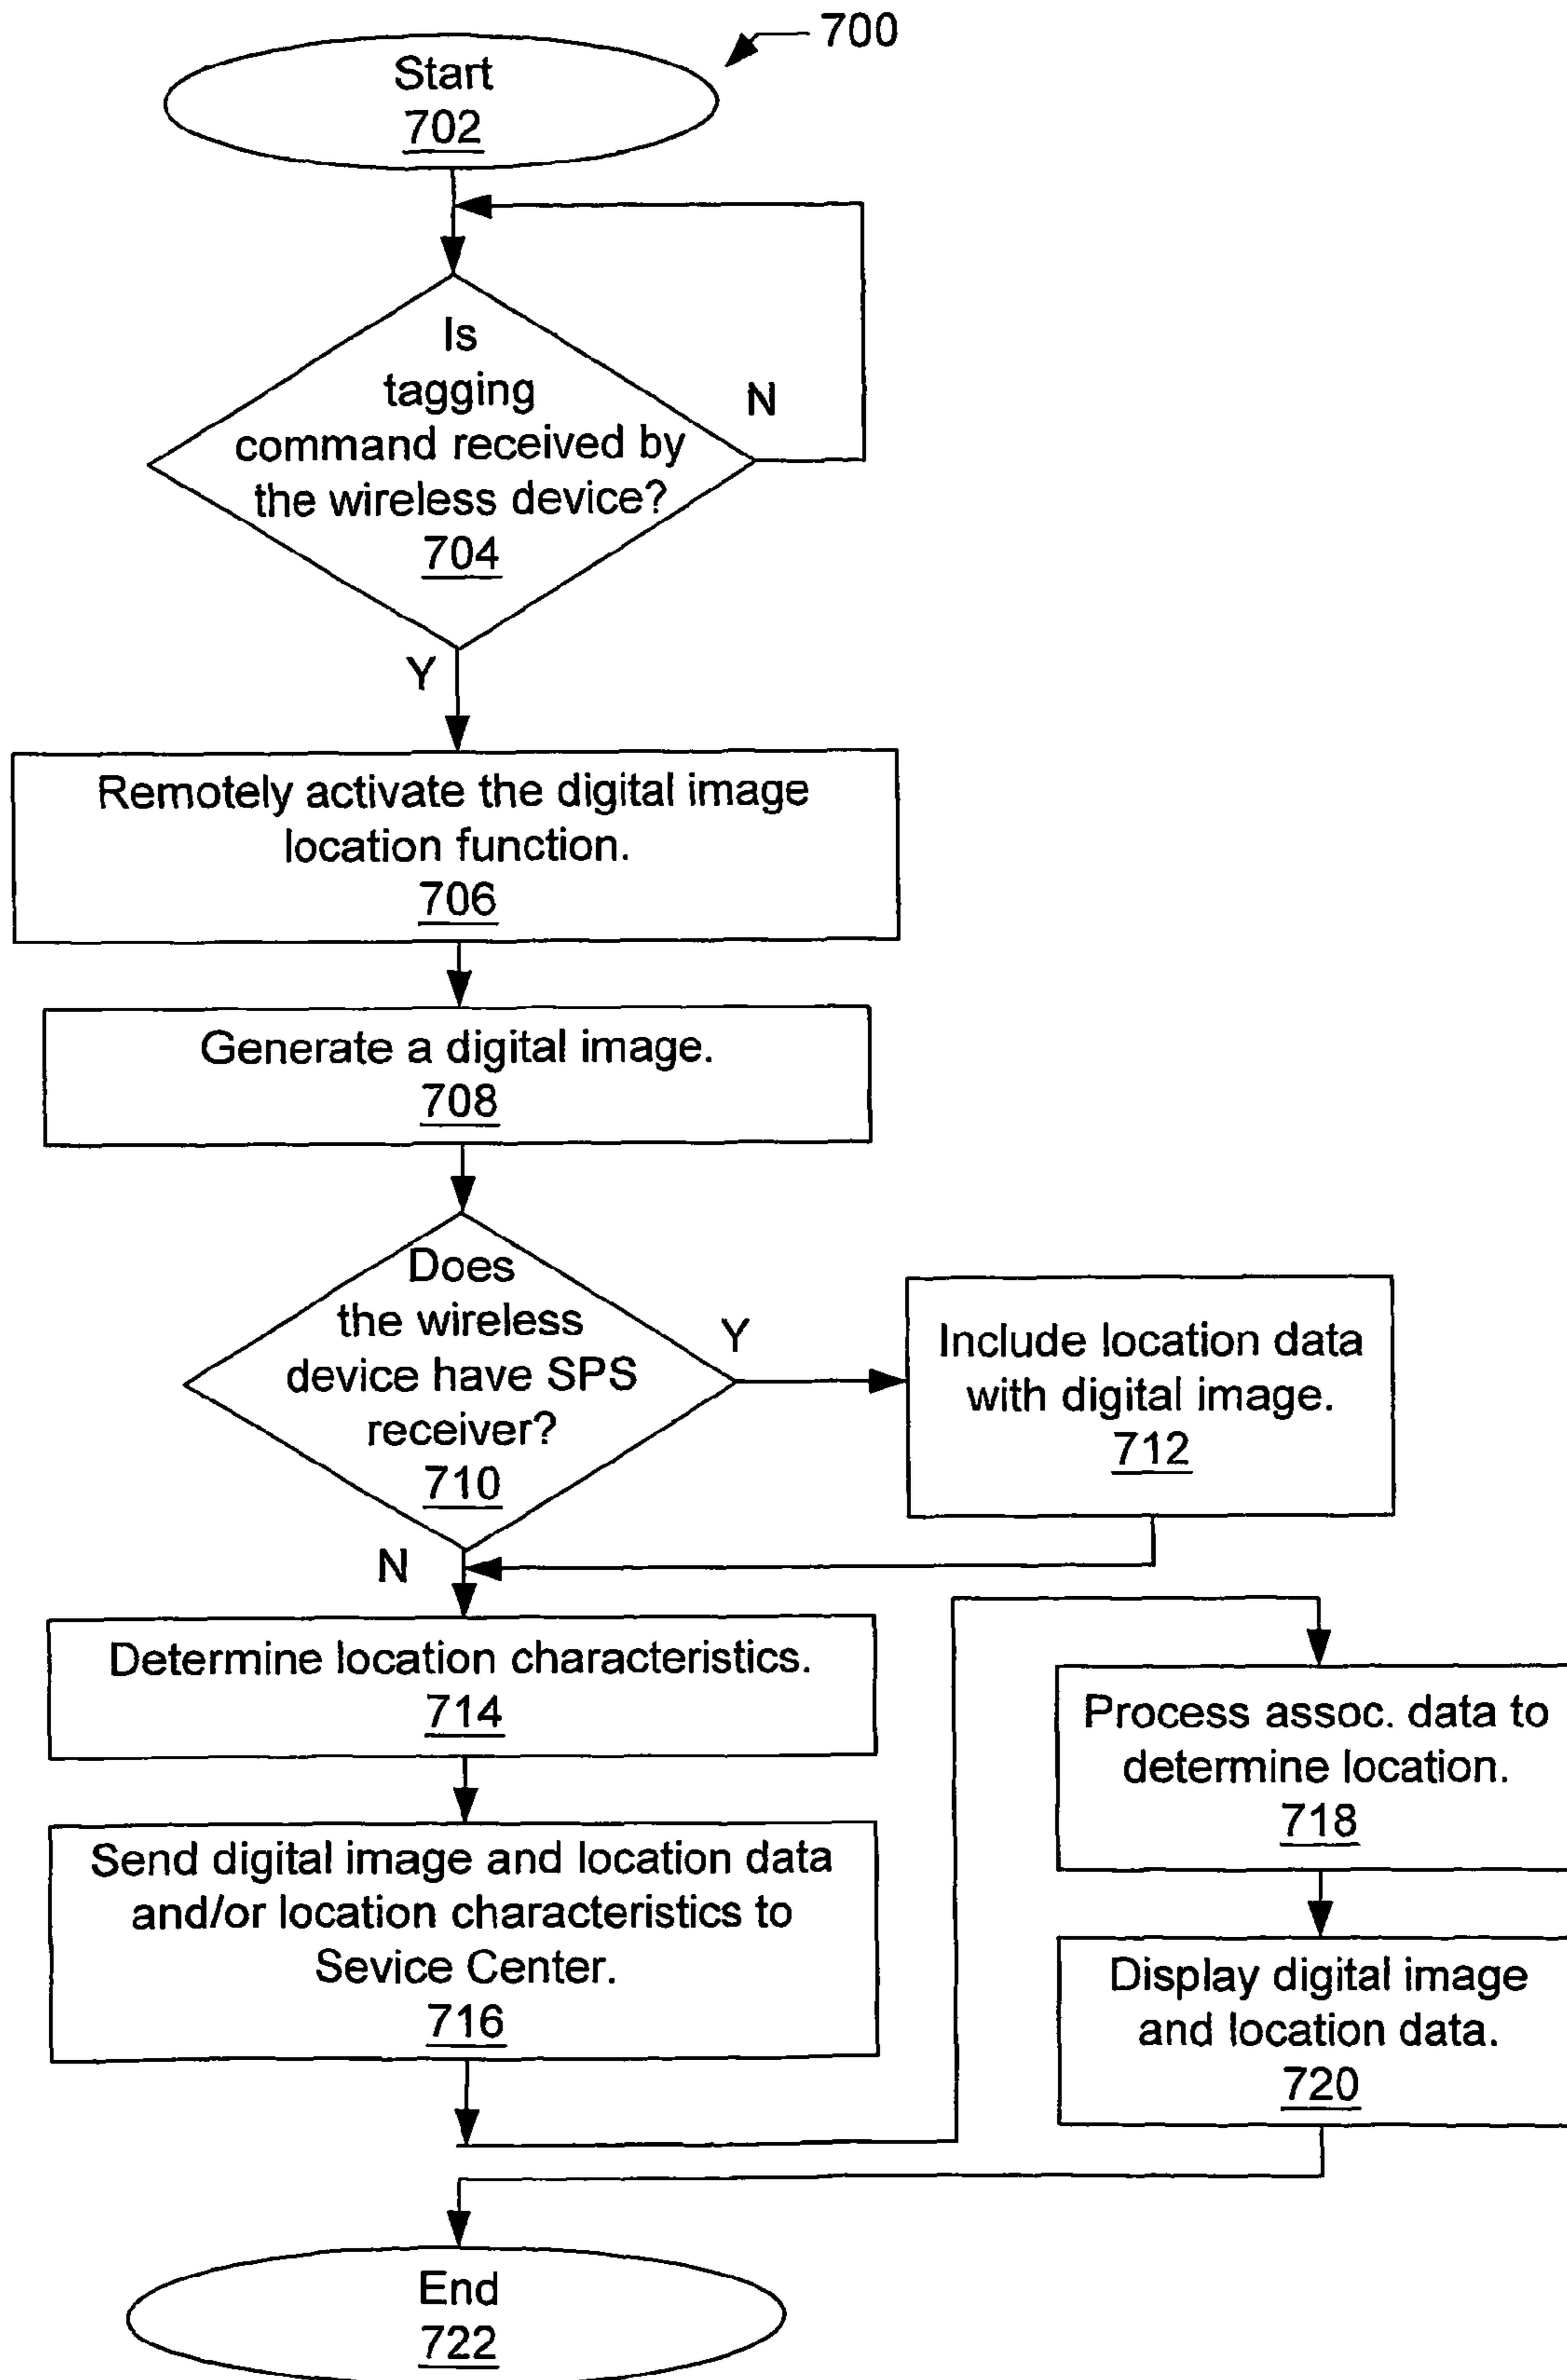 700
Start
702
Is
tagging
command received by
the wireless device?
704
N
Y
Remotely activate the digital image
location function.
706
Generate a digital image.
708
Does
the wireless
device have SPS
receiver?
710
Y
N
Include location data
with digital image.
712
Determine location characteristics.
714
Send digital image and location data
and/or location characteristics to
Sevice Center.
716
Process assoc. data to
determine location.
718
Display digital image
and location data.
720
End
722